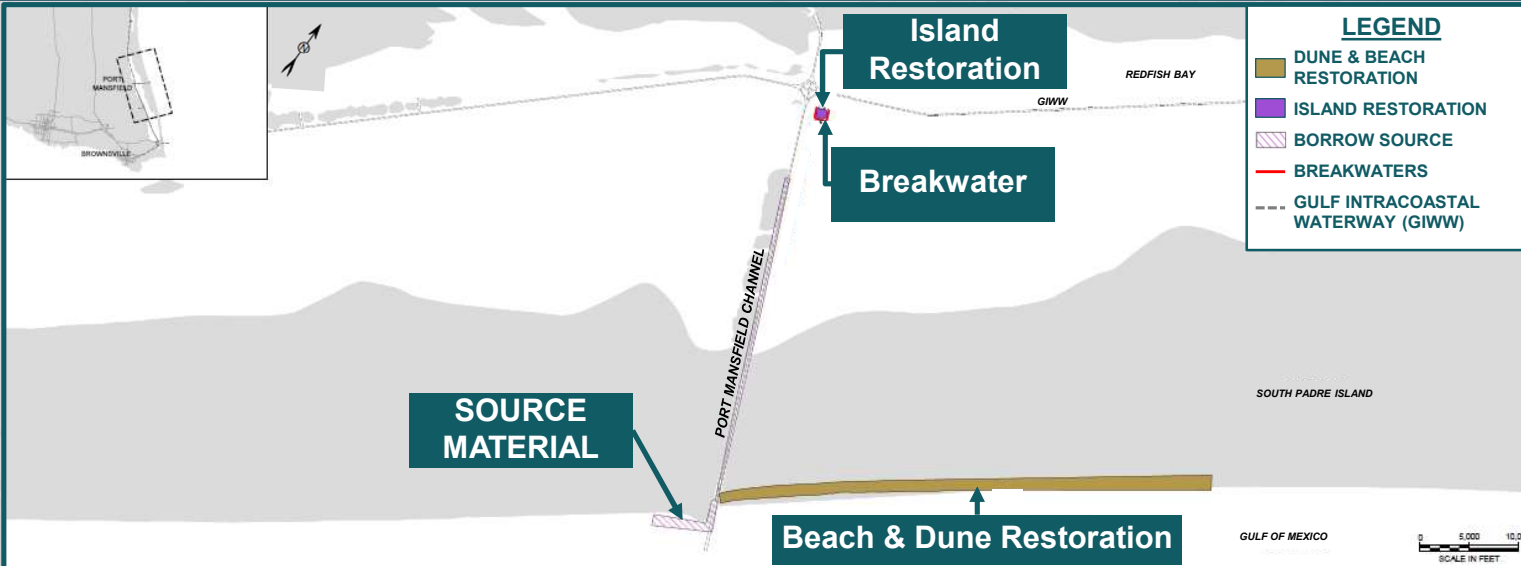 PORT
MANSFIELD
BROWNSVILLE
N
Island
Restoration
REDFISH BAY
GIWW
Breakwater
PORT MANSFIELD CHANNEL
SOURCE
MATERIAL
SOUTH PADRE ISLAND
Beach & Dune Restoration
GULF OF MEXICO
0 5,000
SCALE IN FEET
LEGEND
DUNE & BEACH
RESTORATION
ISLAND RESTORATION
BORROW SOURCE
BREAKWATERS
GULF INTRACOASTAL
WATERWAY (GIWW)